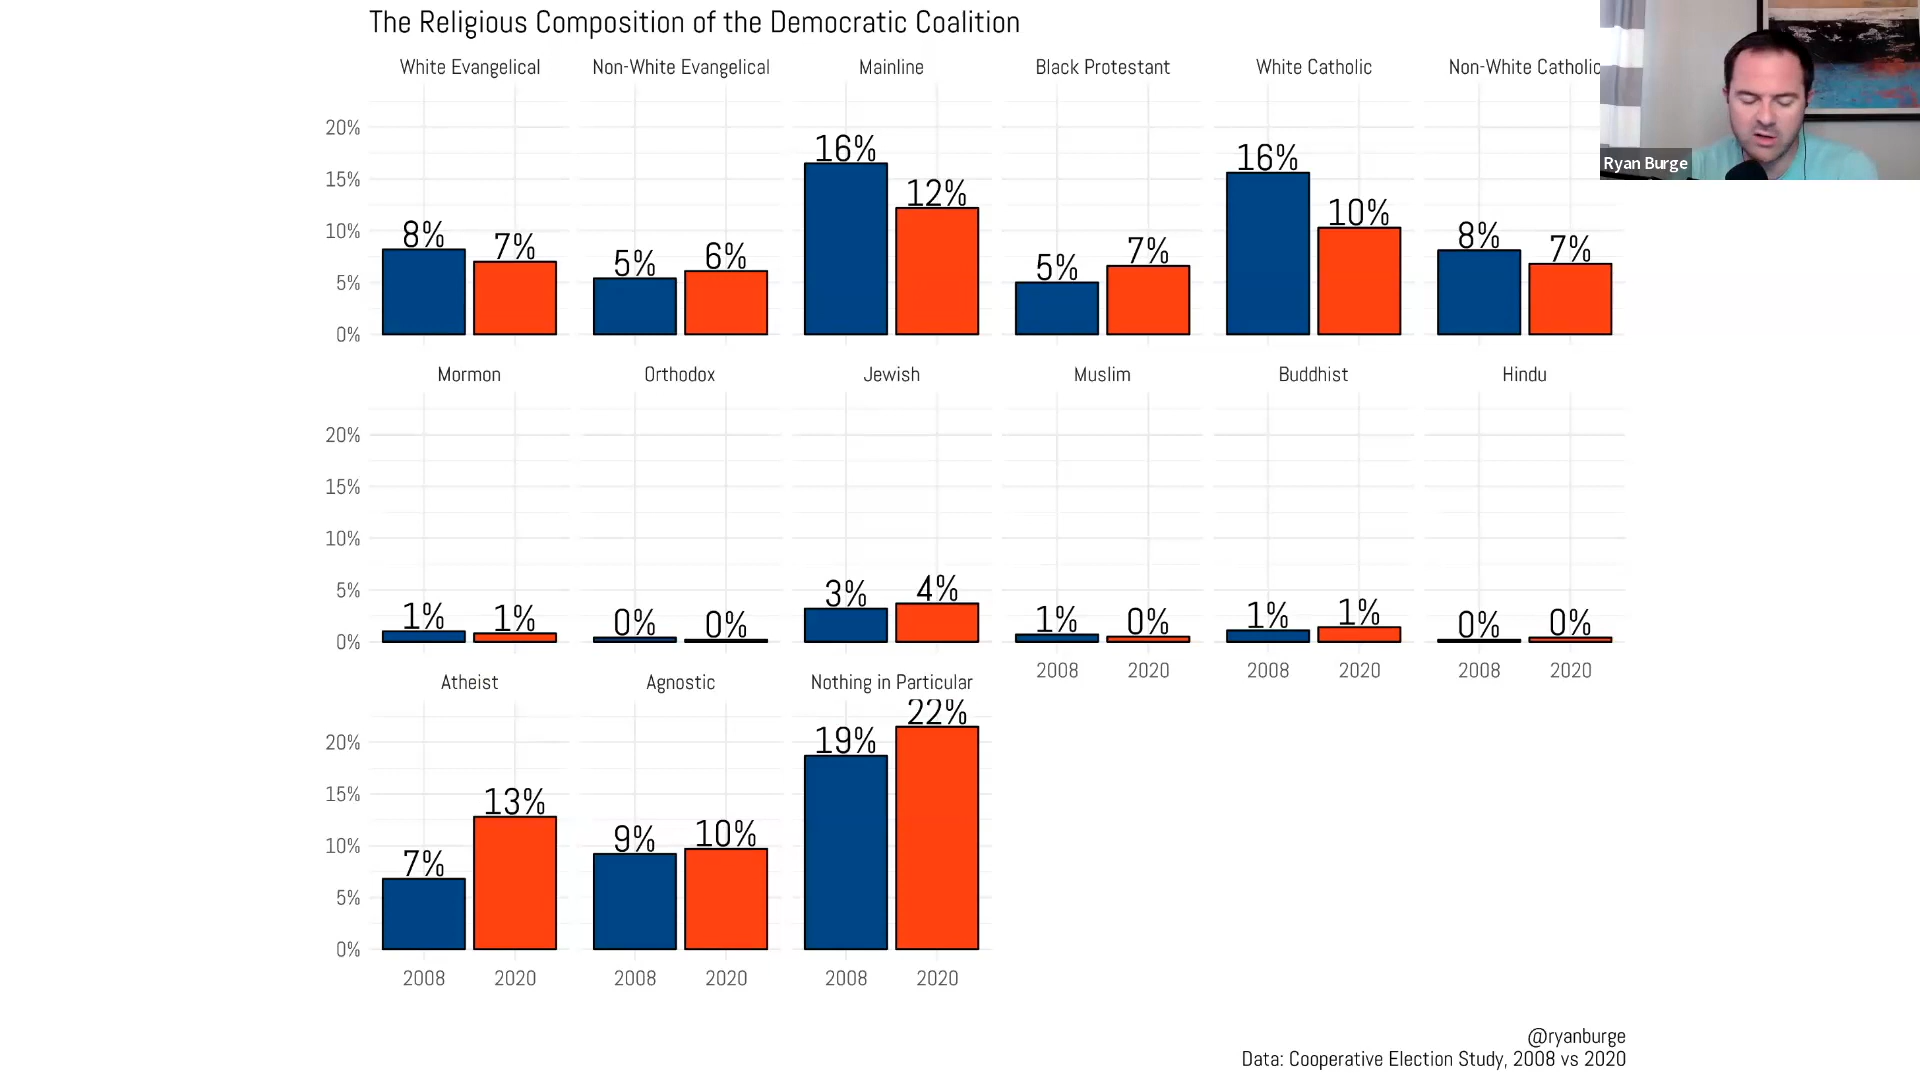 The Religious Composition of the Democratic Coalition
White Evangelical Non-White Evangelical Mainline Black Protestant White Catholic Non-White Catholic
20%
15%
10%
5%
0%
8% 7% 5% 6% 16% 12% 5% 7% 16% 10% 8% 7%
Ryan Burge
Mormon Orthodox Jewish Muslim Buddhist Hindu
20%
15%
10%
5%
0%
1% 1% 0% 0% 3% 4% 1% 0% 1% 1% 0% 0%
2008 2020 2008 2020 2008 2020
Atheist Agnostic Nothing in Particular
20%
15%
10%
5%
0%
7% 13% 9% 10% 19% 22%
2008 2020 2008 2020 2008 2020
@ryanburge
Data: Cooperative Election Study, 2008 vs 2020